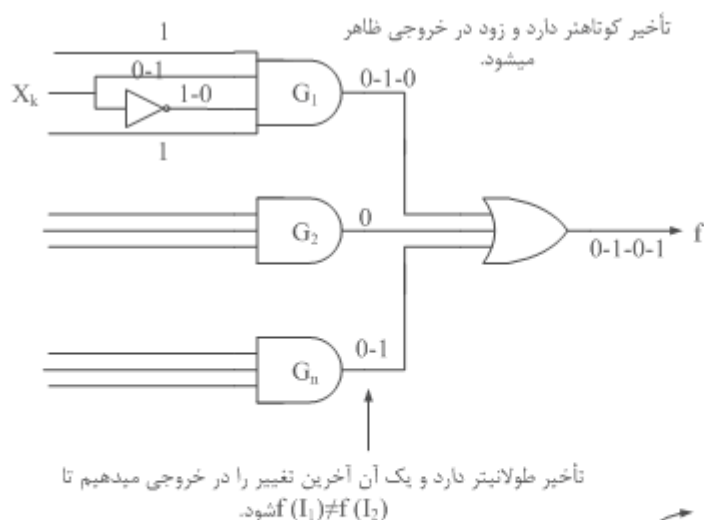 تأخیر کوتاهتر دارد و زود در خروجی ظاهر
میشود.
1
0-1
X_k
1-0
1
G_1
0-1-0
G_2
0
0-1-0-1
f
G_n
0-1
تأخیر طولانیتر دارد و یک آن آخرین تغییر را در خروجی میدهیم تا
f (I_1)≠f (I_2)شود.